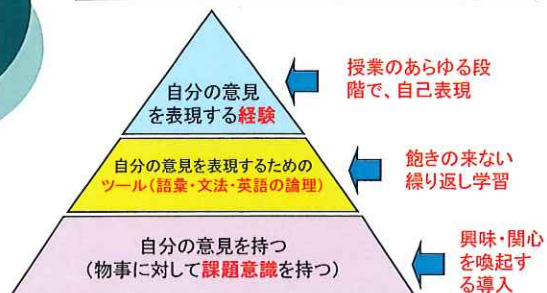 自分の意見
を表現する経験
授業のあらゆる段
階で、自己表現
自分の意見を表現するための
ツール(語彙・文法・英語の論理)
飽きの来ない
繰り返し学習
自分の意見を持つ
(物事に対して課題意識を持つ)
興味・関心
を喚起す
る導入